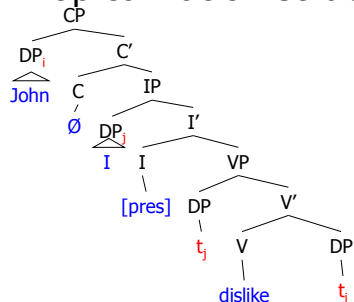 CP
DPi C'
John C IP
Ø DPj I'
I I VP
[pres] DP V'
tj V DP
dislike ti